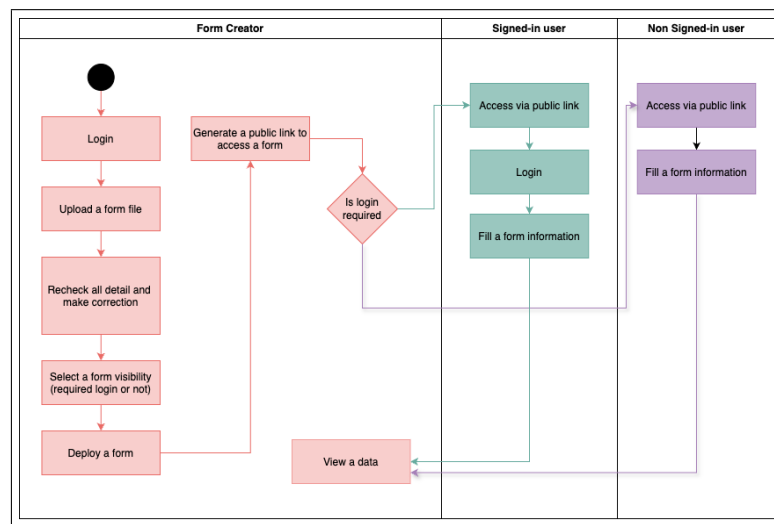 Form Creator
Signed-in user
Non Signed-in user
Login
Upload a form file
Recheck all detail and
make correction
Select a form visibility
(required login or not)
Deploy a form
Generate a public link to
access a form
Is login
required
View a data
Access via public link
Login
Fill a form information
Access via public link
Fill a form information